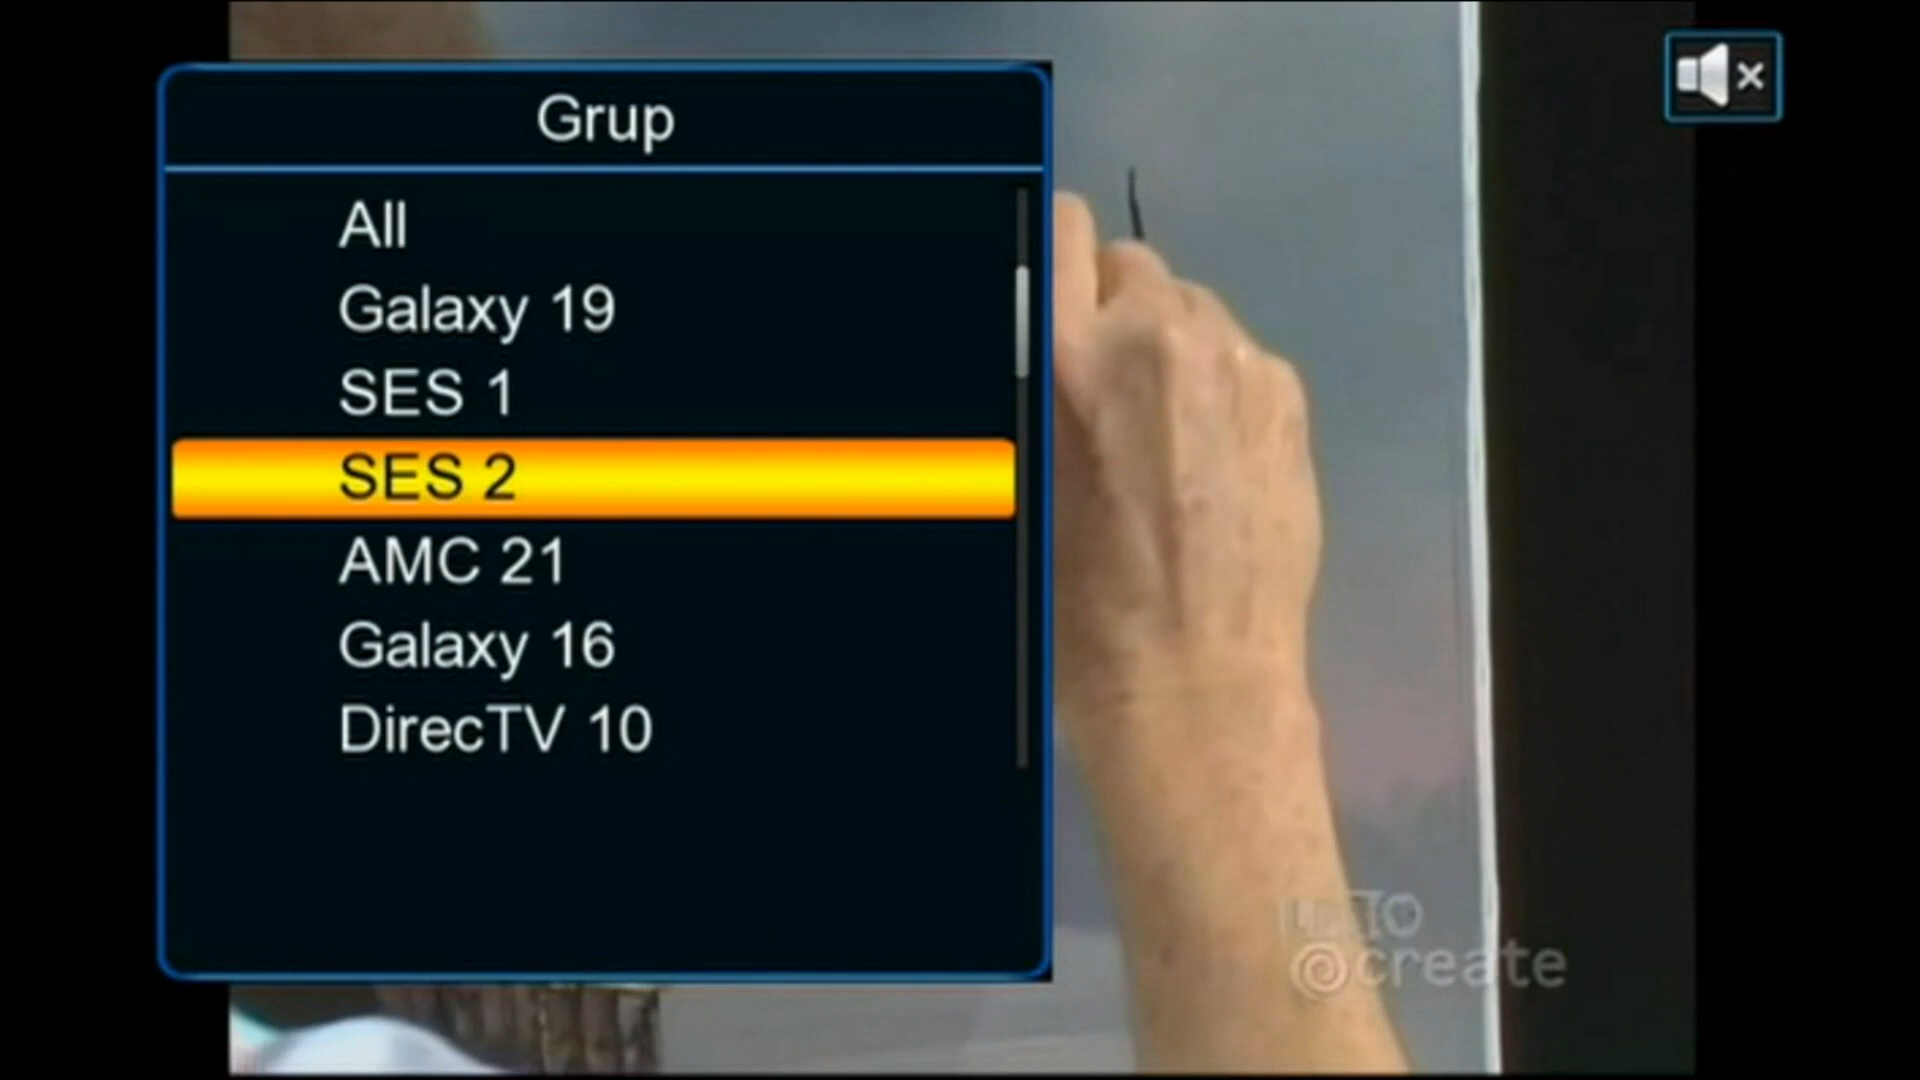 Grup
All
Galaxy 19
SES 1
SES 2
AMC 21
Galaxy 16
DirecTV 10
create